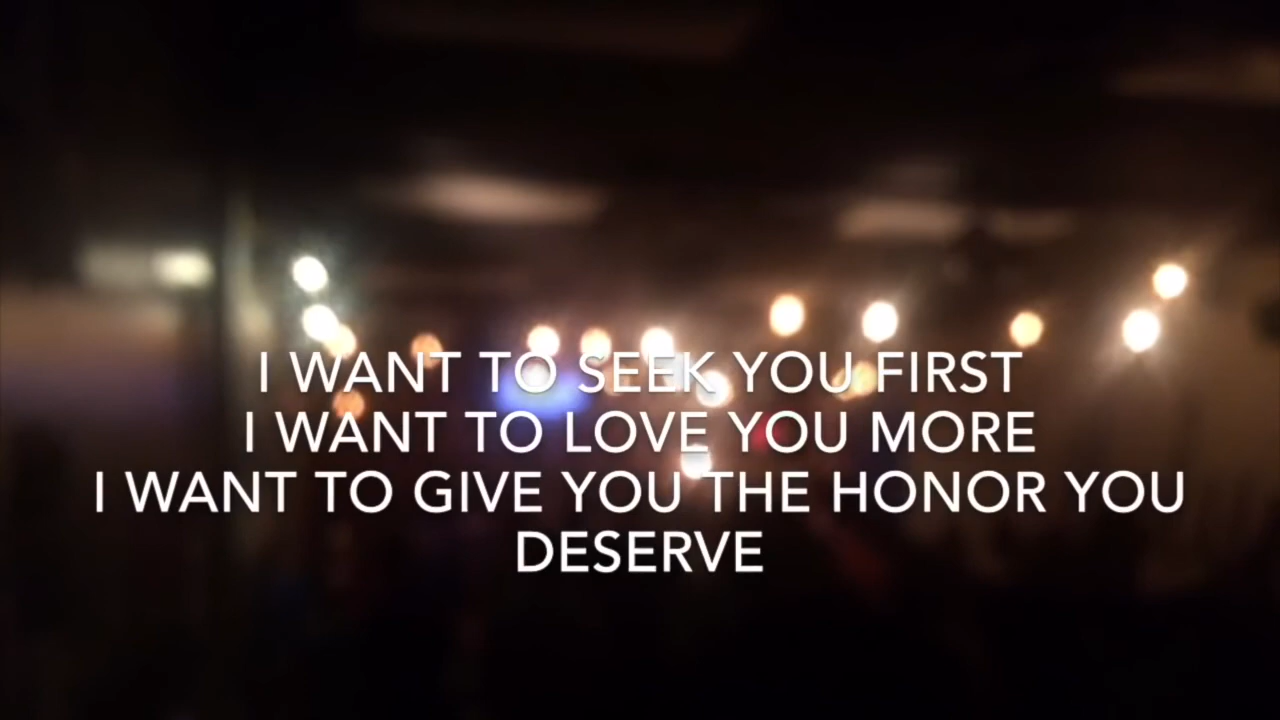 I WANT TO SEEK YOU FIRST
I WANT TO LOVE YOU MORE
I WANT TO GIVE YOU THE HONOR YOU
DESERVE